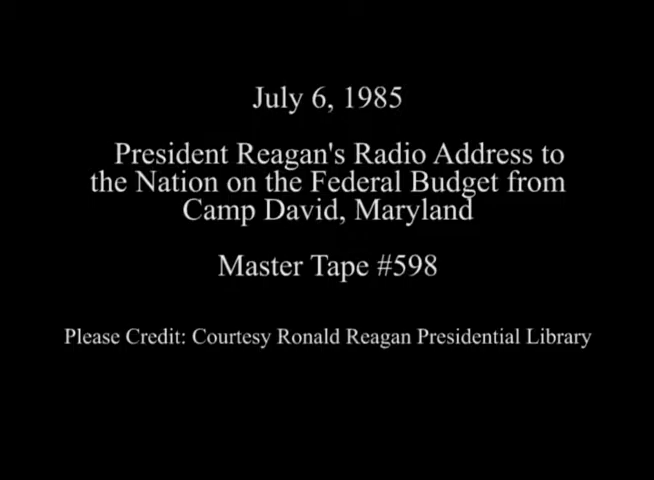 July 6, 1985
President Reagan's Radio Address to
the Nation on the Federal Budget from
Camp David, Maryland
Master Tape #598
Please Credit: Courtesy Ronald Reagan Presidential Library